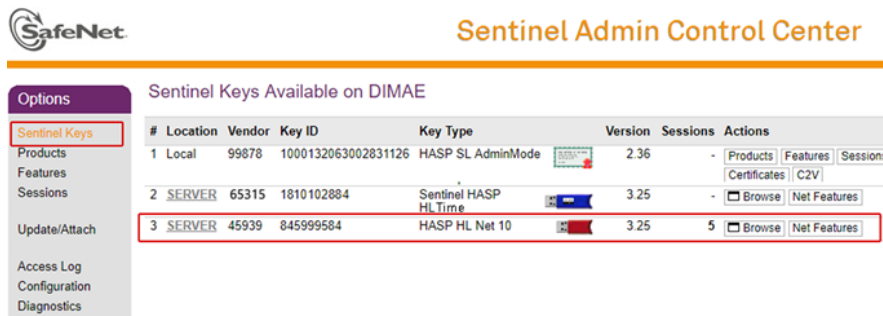 SafeNet.
Sentinel Admin Control Center
Options
Sentinel Keys Available on DIMAE
Sentinel Keys
Products
Features
Sessions
Update/Attach
Access Log
Configuration
Diagnostics
# Location Vendor Key ID Key Type Version Sessions Actions
1 Local 99878 1000132063002831126 HASP SL AdminMode 2.36 - Products Features Sessions
Certificates C2V
2 SERVER 65315 1810102884 Sentinel HASP 3.25 - Browse Net Features
HLTime
3 SERVER 45939 845999584 HASP HL Net 10 3.25 5 Browse Net Features